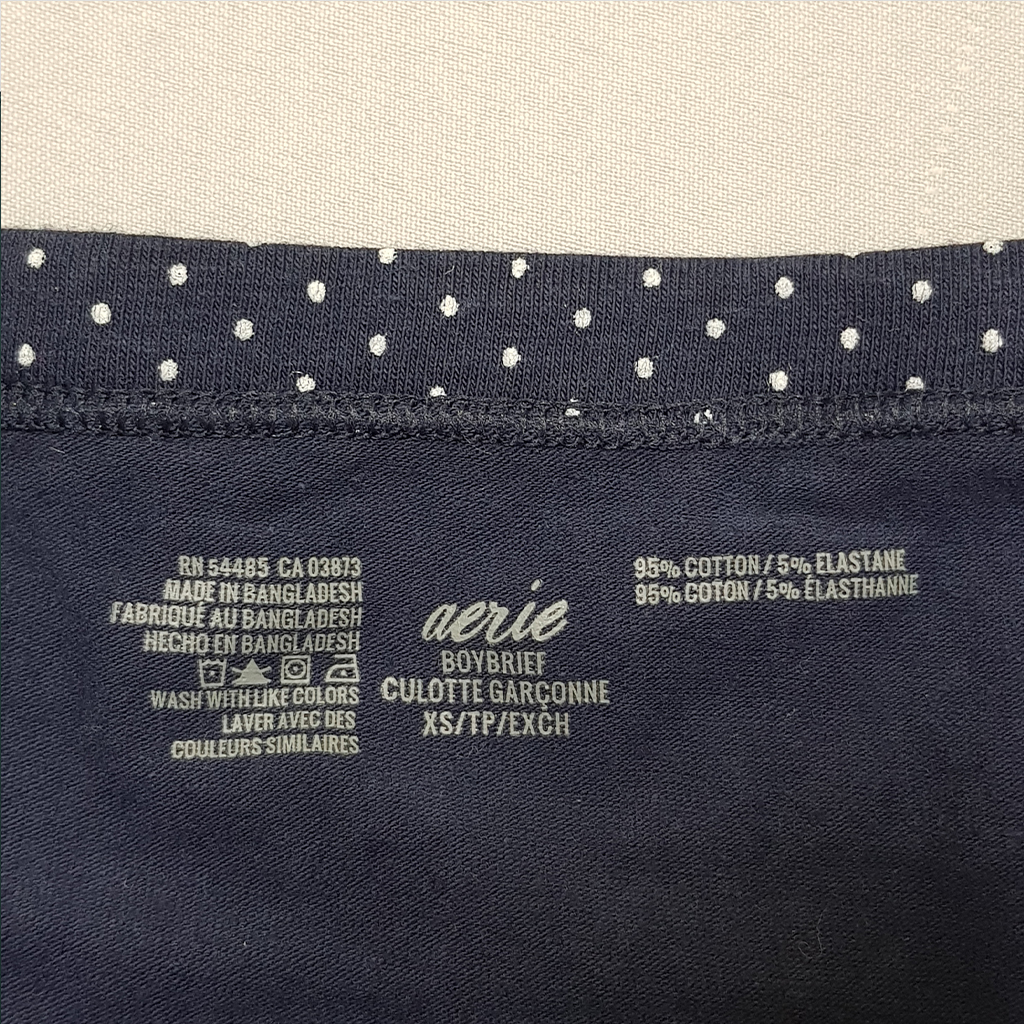 RN 54485 CA 03873
MADE IN BANGLADESH
FABRIQUÉ AU BANGLADESH
HECHO EN BANGLADESH
WASH WITH LIKE COLORS
LAVER AVEC DES
COULEURS SIMILAIRES
aerie
BOYBRIEF
CULOTTE GARÇONNE
XS/TP/EXCH
95% COTTON / 5% ELASTANE
95% COTON / 5% ÉLASTHANNE